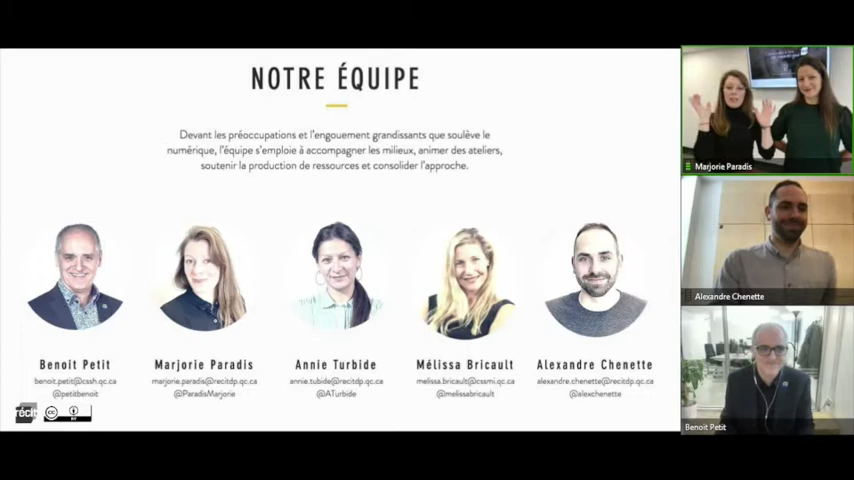 NOTRE ÉQUIPE
Devant les préoccupations et l'engouement grandissants que soulève le
numérique, l'équipe s'emploie à accompagner les milieux, animer des ateliers,
soutenir la production de ressources et consolider l'approche.
Benoit Petit
benoit.petit@cssh.qc.ca
@petitbenoit
Marjorie Paradis
marjorie.paradis@recitdp.qc.ca
@ParadisMarjorie
Annie Turbide
annie.tubide@recitdp.qc.ca
@ATurbide
Mélissa Bricault
melissa.bricault@cssmi.qc.ca
@melissabricault
Alexandre Chenette
alexandre.chenette@recitdp.qc.ca
@alexchenette
récit
cc
BY
Marjorie Paradis
Alexandre Chenette
Benoit Petit